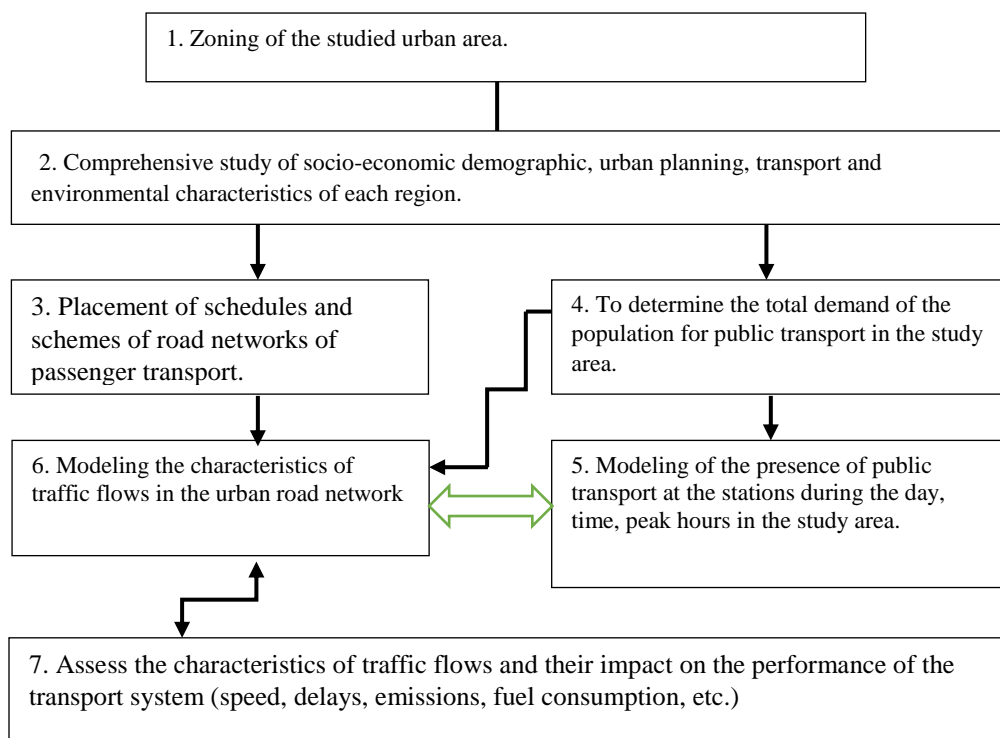 1. Zoning of the studied urban area.
2. Comprehensive study of socio-economic demographic, urban planning, transport and
environmental characteristics of each region.
3. Placement of schedules and
schemes of road networks of
passenger transport.
4. To determine the total demand of the
population for public transport in the study
area.
6. Modeling the characteristics of
traffic flows in the urban road network
5. Modeling of the presence of public
transport at the stations during the day,
time, peak hours in the study area.
7. Assess the characteristics of traffic flows and their impact on the performance of the
transport system (speed, delays, emissions, fuel consumption, etc.)